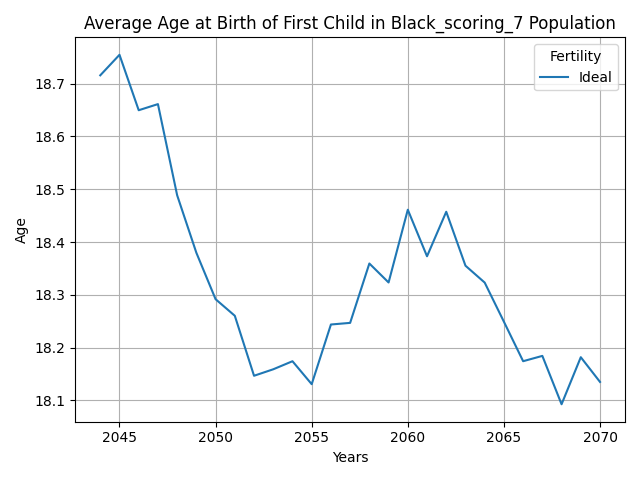 Average Age at Birth of First Child in Black_scoring_7 Population
Fertility
Ideal
Age
18.7
18.6
18.5
18.4
18.3
18.2
18.1
2045 2050 2055 2060 2065 2070
Years